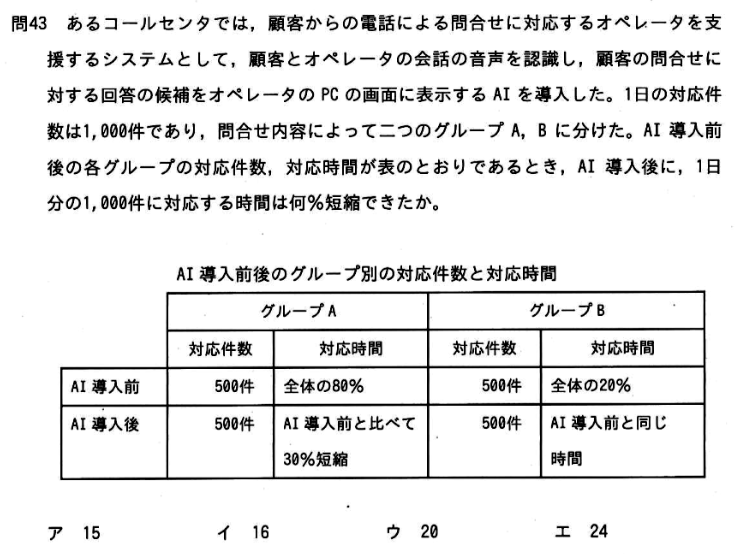 問43 あるコールセンタでは，顧客からの電話による問合せに対応するオペレータを支
援するシステムとして，顧客とオペレータの会話の音声を認識し，顧客の問合せに
対する回答の候補をオペレータの PC の画面に表示する AI を導入した。1日の対応件
数は1,000件であり，問合せ内容によって二つのグループ A，B に分けた。AI 導入前
後の各グループの対応件数，対応時間が表のとおりであるとき，AI 導入後に，1日
分の1,000件に対応する時間は何％短縮できたか。
AI 導入前後のグループ別の対応件数と対応時間
グループ A グループ B
対応件数 対応時間 対応件数 対応時間
AI 導入前 500件 全体の80％ 500件 全体の20％
AI 導入後 500件 AI 導入前と比べて 500件 AI 導入前と同じ
30％短縮 時間
ア 15 イ 16 ウ 20 エ 24